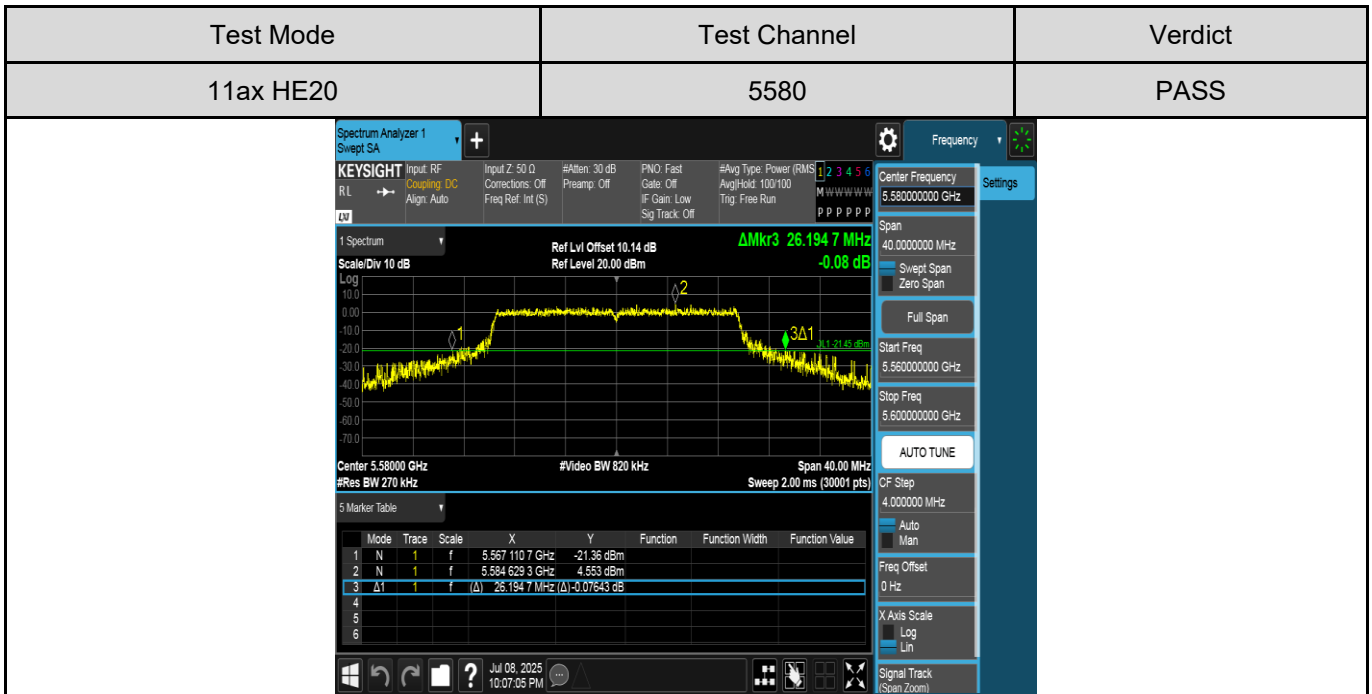 Test Mode Test Channel Verdict
11ax HE20 5580 PASS
Spectrum Analyzer 1
Swept SA
+
Frequency
KEYSIGHT
RL
LXI
Input: RF
Coupling: DC
Align: Auto
Input Z: 50 Ω
Corrections: Off
Freq Ref: Int (S)
#Atten: 30 dB
Preamp: Off
PNO: Fast
Gate: Off
IF Gain: Low
Sig Track: Off
#Avg Type: Power (RMS
Avg|Hold: 100/100
Trig: Free Run
1 2 3 4 5 6
M W W W W W
P P P P P P
1 Spectrum
Scale/Div 10 dB
Ref Lvl Offset 10.14 dB
Ref Level 20.00 dBm
ΔMkr3 26.194 7 MHz
-0.08 dB
Log
10.0
0.00
-10.0
-20.0
-30.0
-40.0
-50.0
-60.0
-70.0
1
2
3Δ1
-21.45 dBm
Center 5.58000 GHz #Video BW 820 kHz Span 40.00 MHz
#Res BW 270 kHz Sweep 2.00 ms (30001 pts)
5 Marker Table
Mode Trace Scale X Y Function Function Width Function Value
1 N 1 f 5.567 110 7 GHz -21.36 dBm
2 N 1 f 5.584 629 3 GHz 4.553 dBm
3 Δ1 1 f (Δ) 26.194 7 MHz (Δ) -0.07643 dB
4
5
6
?
Jul 08, 2025
10:07:05 PM
Center Frequency
5.580000000 GHz
Settings
Span
40.0000000 MHz
Swept Span
Zero Span
Full Span
Start Freq
5.560000000 GHz
Stop Freq
5.600000000 GHz
AUTO TUNE
CF Step
4.000000 MHz
Auto
Man
Freq Offset
0 Hz
X Axis Scale
Log
Lin
Signal Track
(Span Zoom)